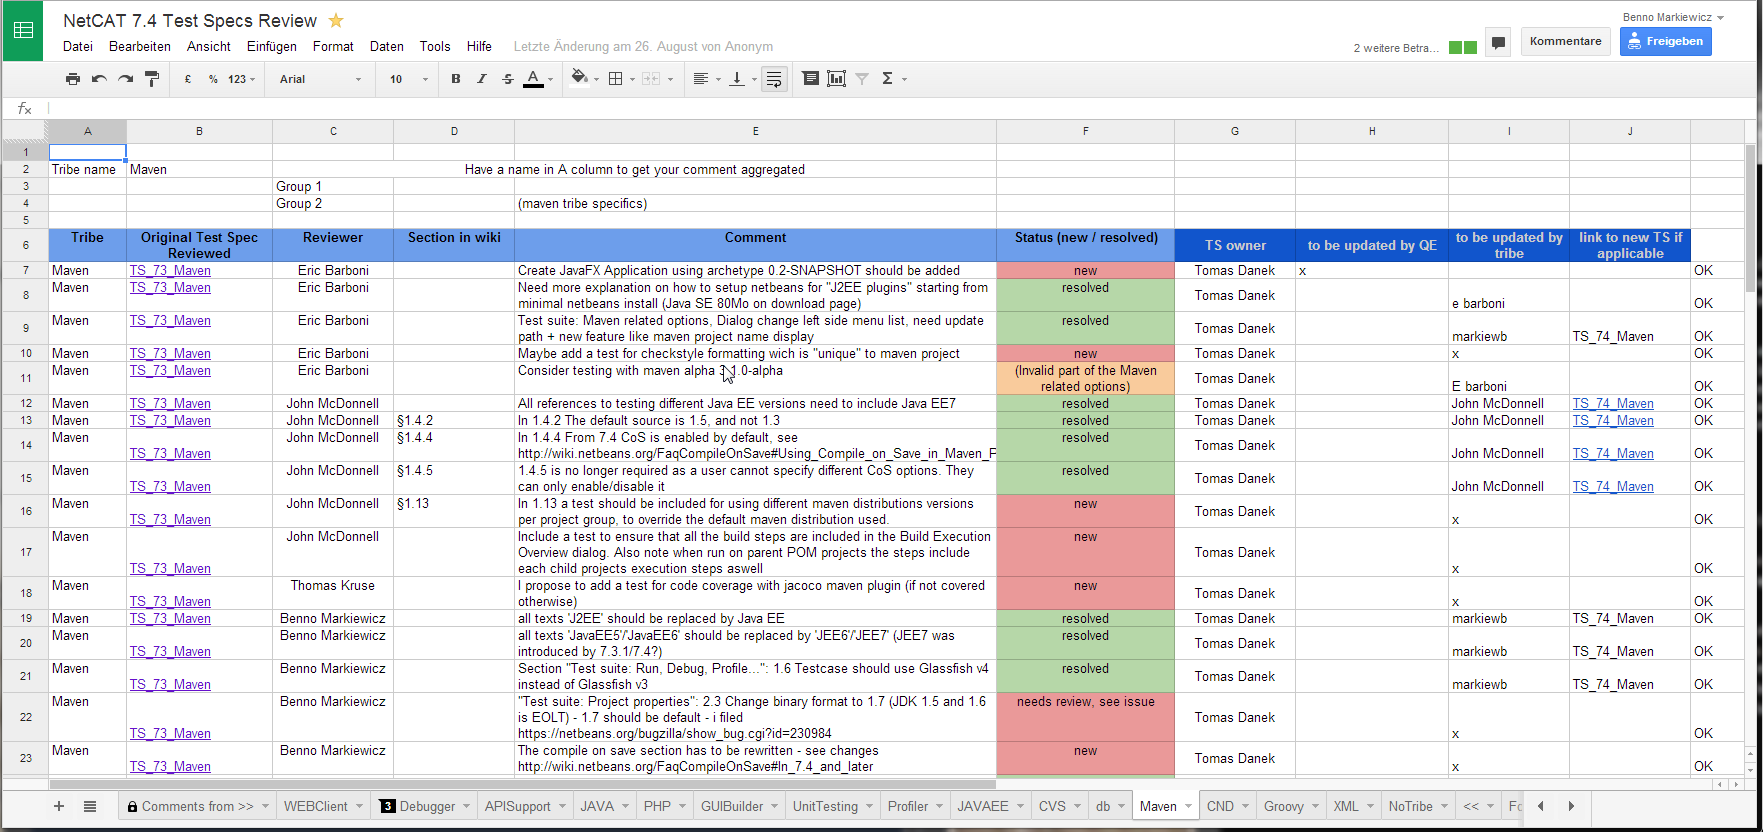 NetCAT 7.4 Test Specs Review
Benno Markiewicz
Datei Bearbeiten Ansicht Einfügen Format Daten Tools Hilfe Letzte Änderung am 26. August von Anonym
2 weitere Betra... Kommentare Freigeben
£ % 123 Arial 10 B I S A Σ
fx
A B C D E F G H I J
1
2 Tribe name Maven Have a name in A column to get your comment aggregated
3 Group 1
4 Group 2 (maven tribe specifics)
5
6 Tribe Original Test Spec Reviewed Reviewer Section in wiki Comment Status (new / resolved) TS owner to be updated by QE to be updated by tribe link to new TS if applicable
7 Maven TS_73_Maven Eric Barboni Create JavaFX Application using archetype 0.2-SNAPSHOT should be added new Tomas Danek x OK
8 Maven TS_73_Maven Eric Barboni Need more explanation on how to setup netbeans for "J2EE plugins" starting from
minimal netbeans install (Java SE 80Mo on download page) resolved Tomas Danek e barboni OK
9 Maven TS_73_Maven Eric Barboni Test suite: Maven related options, Dialog change left side menu list, need update
path + new feature like maven project name display resolved Tomas Danek markiewb TS_74_Maven OK
10 Maven TS_73_Maven Eric Barboni Maybe add a test for checkstyle formatting wich is "unique" to maven project new Tomas Danek x OK
11 Maven TS_73_Maven Eric Barboni Consider testing with maven alpha 3.1.0-alpha (Invalid part of the Maven
related options) Tomas Danek E barboni OK
12 Maven TS_73_Maven John McDonnell All references to testing different Java EE versions need to include Java EE7 resolved Tomas Danek John McDonnell TS_74_Maven OK
13 Maven TS_73_Maven John McDonnell §1.4.2 In 1.4.2 The default source is 1.5, and not 1.3 resolved Tomas Danek John McDonnell TS_74_Maven OK
14 Maven TS_73_Maven John McDonnell §1.4.4 In 1.4.4 From 7.4 CoS is enabled by default, see
http://wiki.netbeans.org/FaqCompileOnSave#Using_Compile_on_Save_in_Maven_F resolved Tomas Danek John McDonnell TS_74_Maven OK
15 Maven TS_73_Maven John McDonnell §1.4.5 1.4.5 is no longer required as a user cannot specify different CoS options. They
can only enable/disable it resolved Tomas Danek John McDonnell TS_74_Maven OK
16 Maven TS_73_Maven John McDonnell §1.13 In 1.13 a test should be included for using different maven distributions versions
per project group, to override the default maven distribution used. new Tomas Danek x OK
17 Maven TS_73_Maven John McDonnell Include a test to ensure that all the build steps are included in the Build Execution
Overview dialog. Also note when run on parent POM projects the steps include
each child projects execution steps aswell new Tomas Danek x OK
18 Maven TS_73_Maven Thomas Kruse I propose to add a test for code coverage with jacoco maven plugin (if not covered
otherwise) new Tomas Danek x OK
19 Maven TS_73_Maven Benno Markiewicz all texts 'J2EE' should be replaced by Java EE resolved Tomas Danek markiewb TS_74_Maven OK
20 Maven TS_73_Maven Benno Markiewicz all texts 'JavaEE5'/'JavaEE6' should be replaced by 'JEE6'/'JEE7' (JEE7 was
introduced by 7.3.1/7.4?) resolved Tomas Danek markiewb TS_74_Maven OK
21 Maven TS_73_Maven Benno Markiewicz Section "Test suite: Run, Debug, Profile...": 1.6 Testcase should use Glassfish v4
instead of Glassfish v3 resolved Tomas Danek markiewb TS_74_Maven OK
22 Maven TS_73_Maven Benno Markiewicz "Test suite: Project properties": 2.3 Change binary format to 1.7 (JDK 1.5 and 1.6
is EOLT) - 1.7 should be default - i filed
https://netbeans.org/bugzilla/show_bug.cgi?id=230984 needs review, see issue Tomas Danek x OK
23 Maven TS_73_Maven Benno Markiewicz The compile on save section has to be rewritten - see changes
http://wiki.netbeans.org/FaqCompileOnSave#In_7.4_and_later new Tomas Danek x OK
+ Comments from >> WEBClient 3 Debugger APISupport JAVA PHP GUIBuilder UnitTesting Profiler JAVAEE CVS db Maven CND Groovy XML NoTribe <<